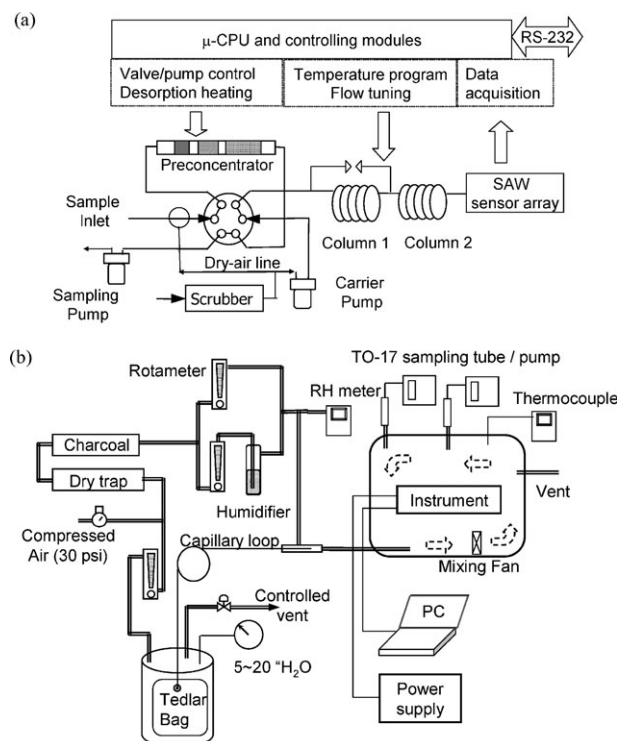 (a)
μ-CPU and controlling modules
RS-232
Valve/pump control
Desorption heating
Temperature program
Flow tuning
Data
acquisition
Preconcentrator
Sample
Inlet
SAW
sensor array
Column 1
Column 2
Dry-air line
Sampling
Pump
Scrubber
Carrier
Pump
(b)
TO-17 sampling tube / pump
Rotameter
RH meter
Thermocouple
Charcoal
Dry trap
Instrument
Vent
Humidifier
Compressed
Air (30 psi)
Capillary loop
Mixing Fan
Controlled
vent
PC
5~20 "H₂O
Tedlar
Bag
Power
supply